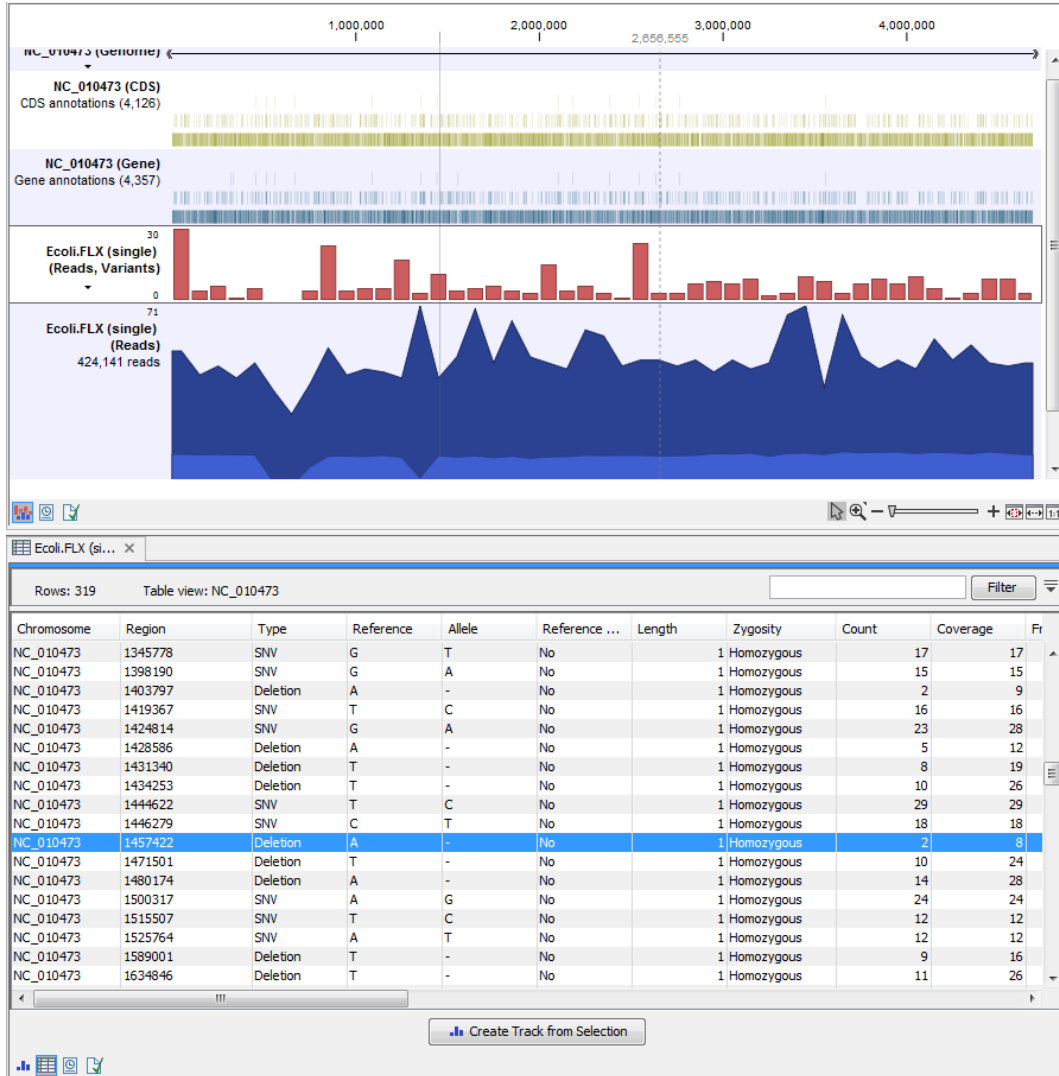 1,000,000 2,000,000 3,000,000 4,000,000
2,656,555
NC_010473 (Genome)
NC_010473 (CDS)
CDS annotations (4,126)
NC_010473 (Gene)
Gene annotations (4,357)
30
Ecoli.FLX (single)
(Reads, Variants)
0
71
Ecoli.FLX (single)
(Reads)
424,141 reads
1:1
Ecoli.FLX (si...
Rows: 319 Table view: NC_010473 Filter
Chromosome Region Type Reference Allele Reference ... Length Zygosity Count Coverage Fr
NC_010473 1345778 SNV G T No 1 Homozygous 17 17
NC_010473 1398190 SNV G A No 1 Homozygous 15 15
NC_010473 1403797 Deletion A - No 1 Homozygous 2 9
NC_010473 1419367 SNV T C No 1 Homozygous 16 16
NC_010473 1424814 SNV G A No 1 Homozygous 23 28
NC_010473 1428586 Deletion A - No 1 Homozygous 5 12
NC_010473 1431340 Deletion T - No 1 Homozygous 8 19
NC_010473 1434253 Deletion T - No 1 Homozygous 10 26
NC_010473 1444622 SNV T C No 1 Homozygous 29 29
NC_010473 1446279 SNV C T No 1 Homozygous 18 18
NC_010473 1457422 Deletion A - No 1 Homozygous 2 8
NC_010473 1471501 Deletion T - No 1 Homozygous 10 24
NC_010473 1480174 Deletion A - No 1 Homozygous 14 28
NC_010473 1500317 SNV A G No 1 Homozygous 24 24
NC_010473 1515507 SNV T C No 1 Homozygous 12 12
NC_010473 1525764 SNV A T No 1 Homozygous 12 12
NC_010473 1589001 Deletion T - No 1 Homozygous 9 16
NC_010473 1634846 Deletion T - No 1 Homozygous 11 26
Create Track from Selection